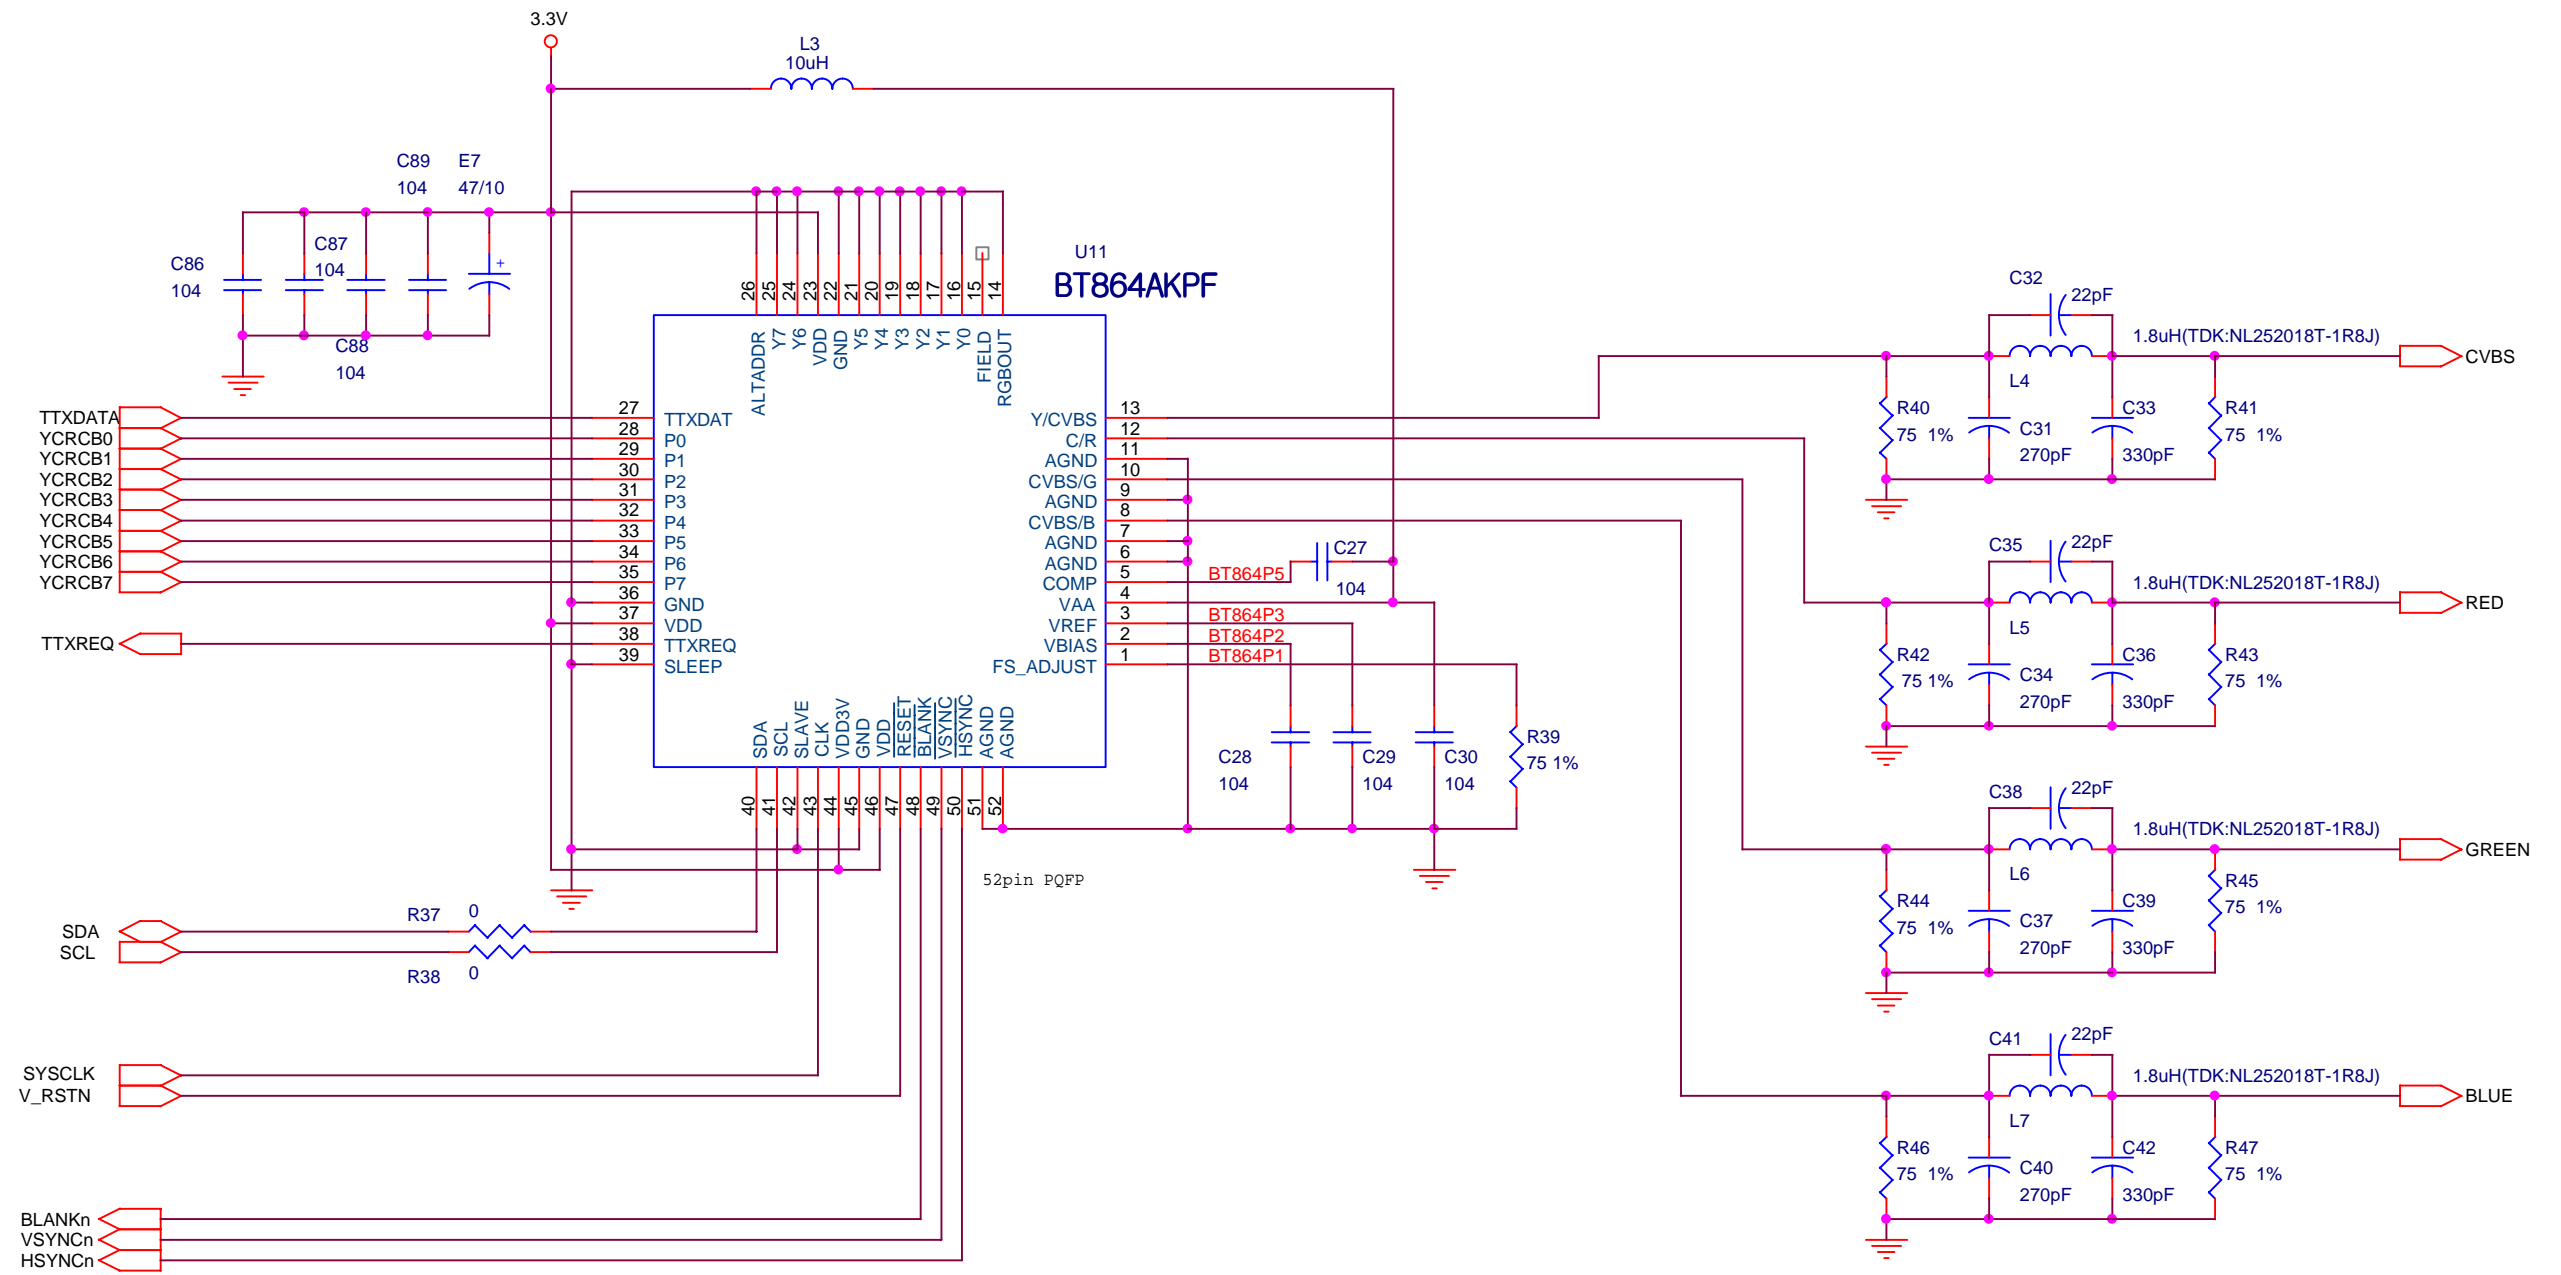 3.3V
L3
10uH
C89 E7
104 47/10
C87
104
C86
104
C88
104
U11
BT864AKPF
26 25 24 23 22 21 20 19 18 17 16 15 14
ALTADDR Y7 Y6 VDD GND Y5 Y4 Y3 Y2 Y1 Y0 FIELD RGBOUT
TTXDATA 27 TTXDAT
YCRCB0 28 P0
YCRCB1 29 P1
YCRCB2 30 P2
YCRCB3 31 P3
YCRCB4 32 P4
YCRCB5 33 P5
YCRCB6 34 P6
YCRCB7 35 P7
36 GND
37 VDD
TTXREQ 38 TTXREQ
39 SLEEP
Y/CVBS 13
C/R 12
AGND 11
CVBS/G 10
AGND 9
CVBS/B 8
AGND 7
AGND 6
COMP 5 BT864P5
VAA 4
VREF 3 BT864P3
VBIAS 2 BT864P2
FS_ADJUST 1 BT864P1
SDA SCL SLAVE CLK VDD3V GND VDD RESET BLANK VSYNC HSYNC AGND AGND
40 41 42 43 44 45 46 47 48 49 50 51 52
52pin PQFP
C27
104
C28
104
C29
104
C30
104
R39
75 1%
SDA
SCL
R37 0
R38 0
SYSCLK
V_RSTN
BLANKn
VSYNCn
HSYNCn
C32
22pF
1.8uH(TDK:NL252018T-1R8J)
CVBS
L4
R40
75 1%
C31
270pF
C33
330pF
R41
75 1%
C35
22pF
1.8uH(TDK:NL252018T-1R8J)
RED
L5
R42
75 1%
C34
270pF
C36
330pF
R43
75 1%
C38
22pF
1.8uH(TDK:NL252018T-1R8J)
GREEN
L6
R44
75 1%
C37
270pF
C39
330pF
R45
75 1%
C41
22pF
1.8uH(TDK:NL252018T-1R8J)
BLUE
L7
R46
75 1%
C40
270pF
C42
330pF
R47
75 1%